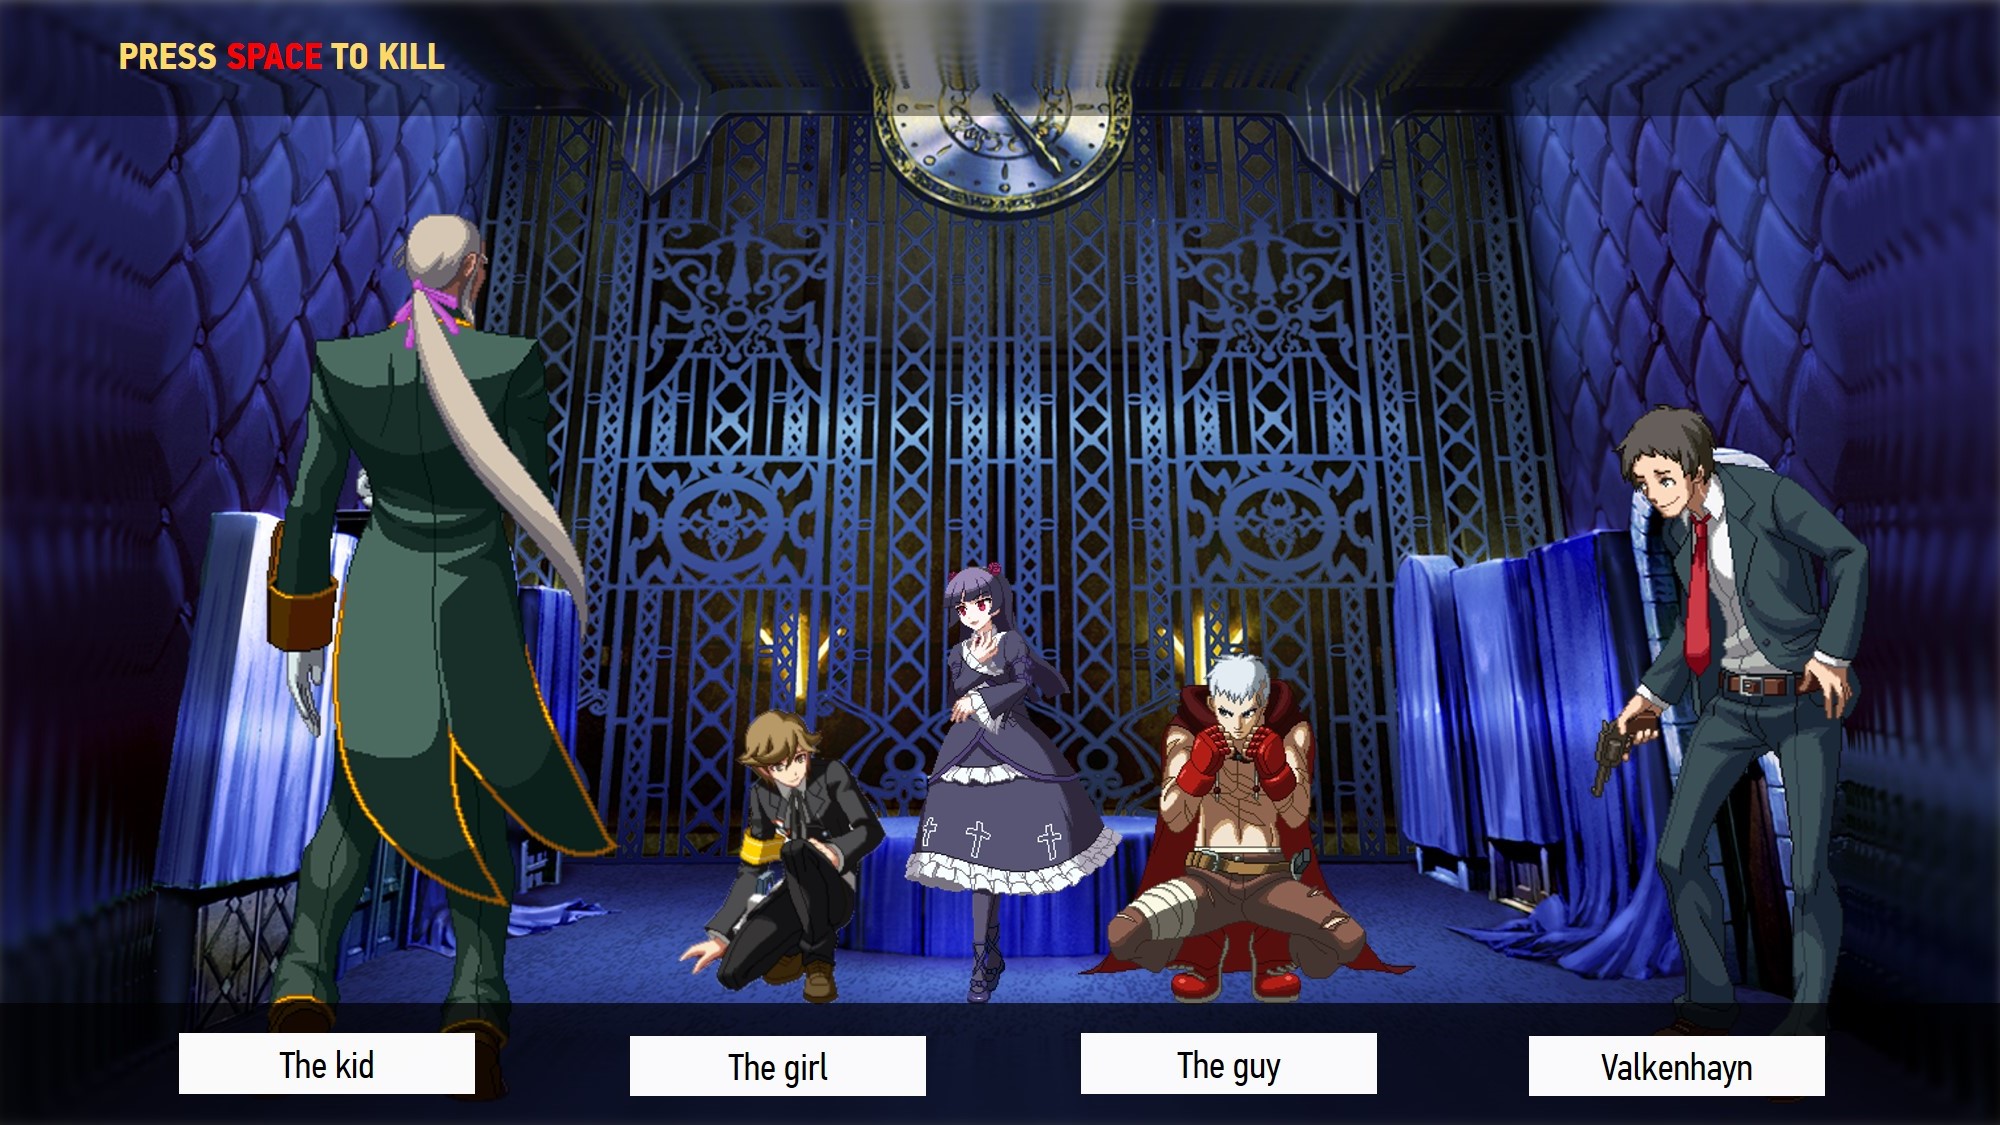 PRESS SPACE TO KILL
The kid
The girl
The guy
Valkenhayn